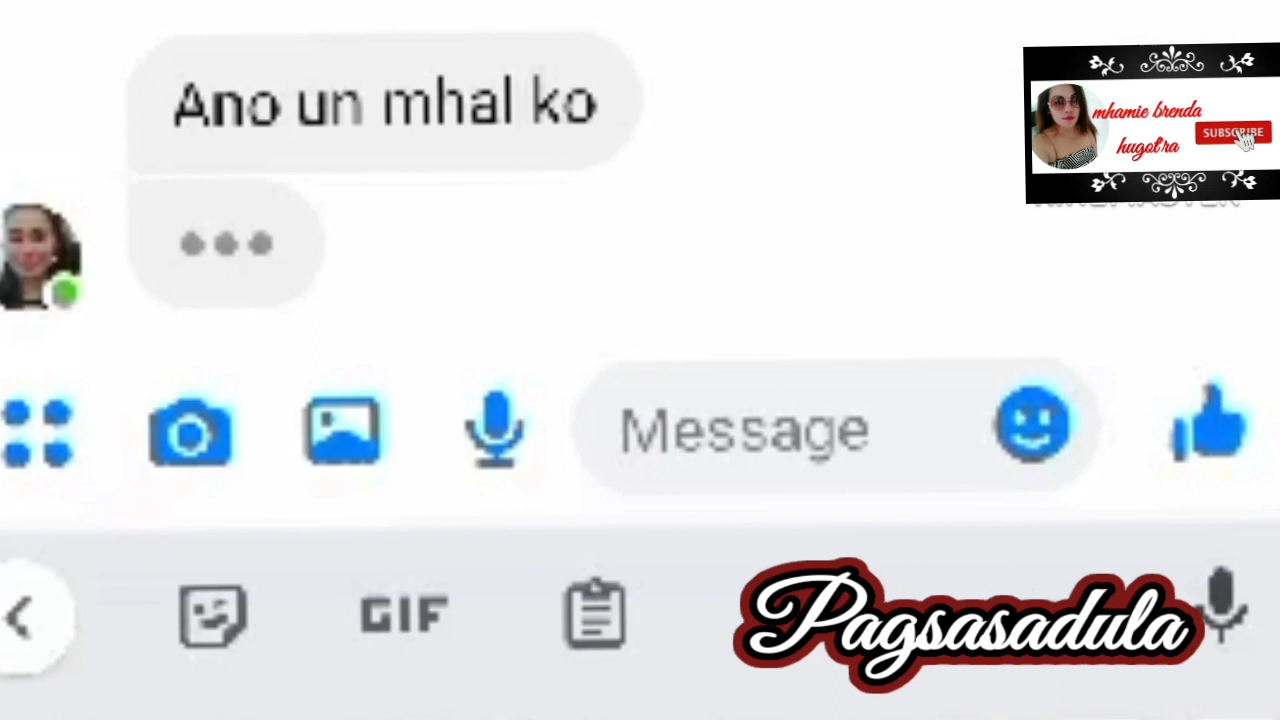 Ano un mhal ko
mhamie brenda
hugot'ra
SUBSCRIBE
Message
GIF
Pagsasadula